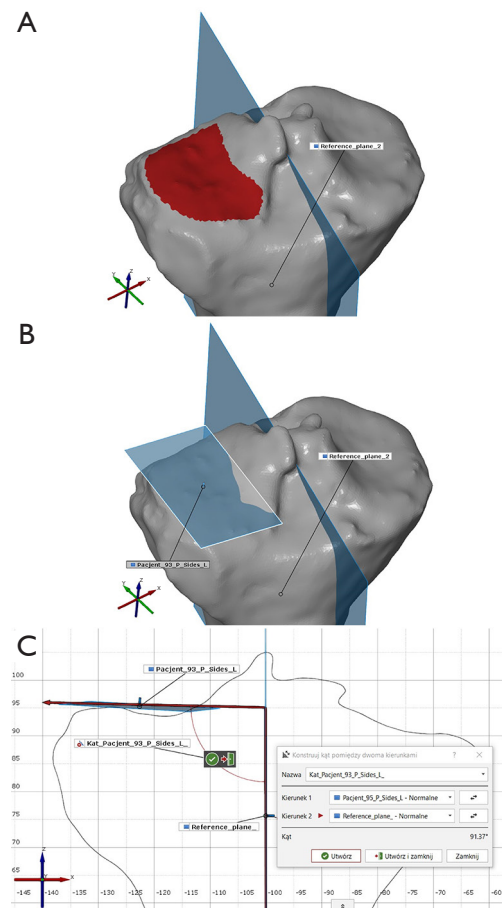 A
Reference_plane_2
Y
Z
X
B
Reference_plane_2
Pacjent_93_P_Sides_L
Y
Z
X
C
Pacjent_93_P_Sides_L
100
95
90
85
80
75
70
65
Kat_Pacjent_93_P_Sides_L_
Reference_plane_
Konstruuj kąt pomiędzy dwoma kierunkami
?
Nazwa Kat_Pacjent_93_P_Sides_L_
Kierunek 1 Pacjent_95_P_Sides_L - Normalne
Kierunek 2 Reference_plane_ - Normalne
Kąt 91.37°
Utwórz Utwórz i zamknij Zamknij
Z
X
-145 -140 -135 -130 -125 -120 -115 -110 -105 -100 -95 -90 -85 -80 -75 -70 -65 -60